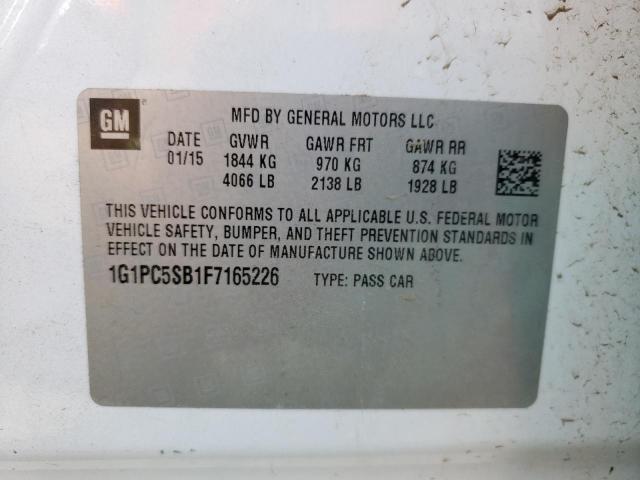 GM
MFD BY GENERAL MOTORS LLC
DATE GVWR GAWR FRT GAWR RR
01/15 1844 KG 970 KG 874 KG
4066 LB 2138 LB 1928 LB
THIS VEHICLE CONFORMS TO ALL APPLICABLE U.S. FEDERAL MOTOR
VEHICLE SAFETY, BUMPER, AND THEFT PREVENTION STANDARDS IN
EFFECT ON THE DATE OF MANUFACTURE SHOWN ABOVE.
1G1PC5SB1F7165226 TYPE: PASS CAR